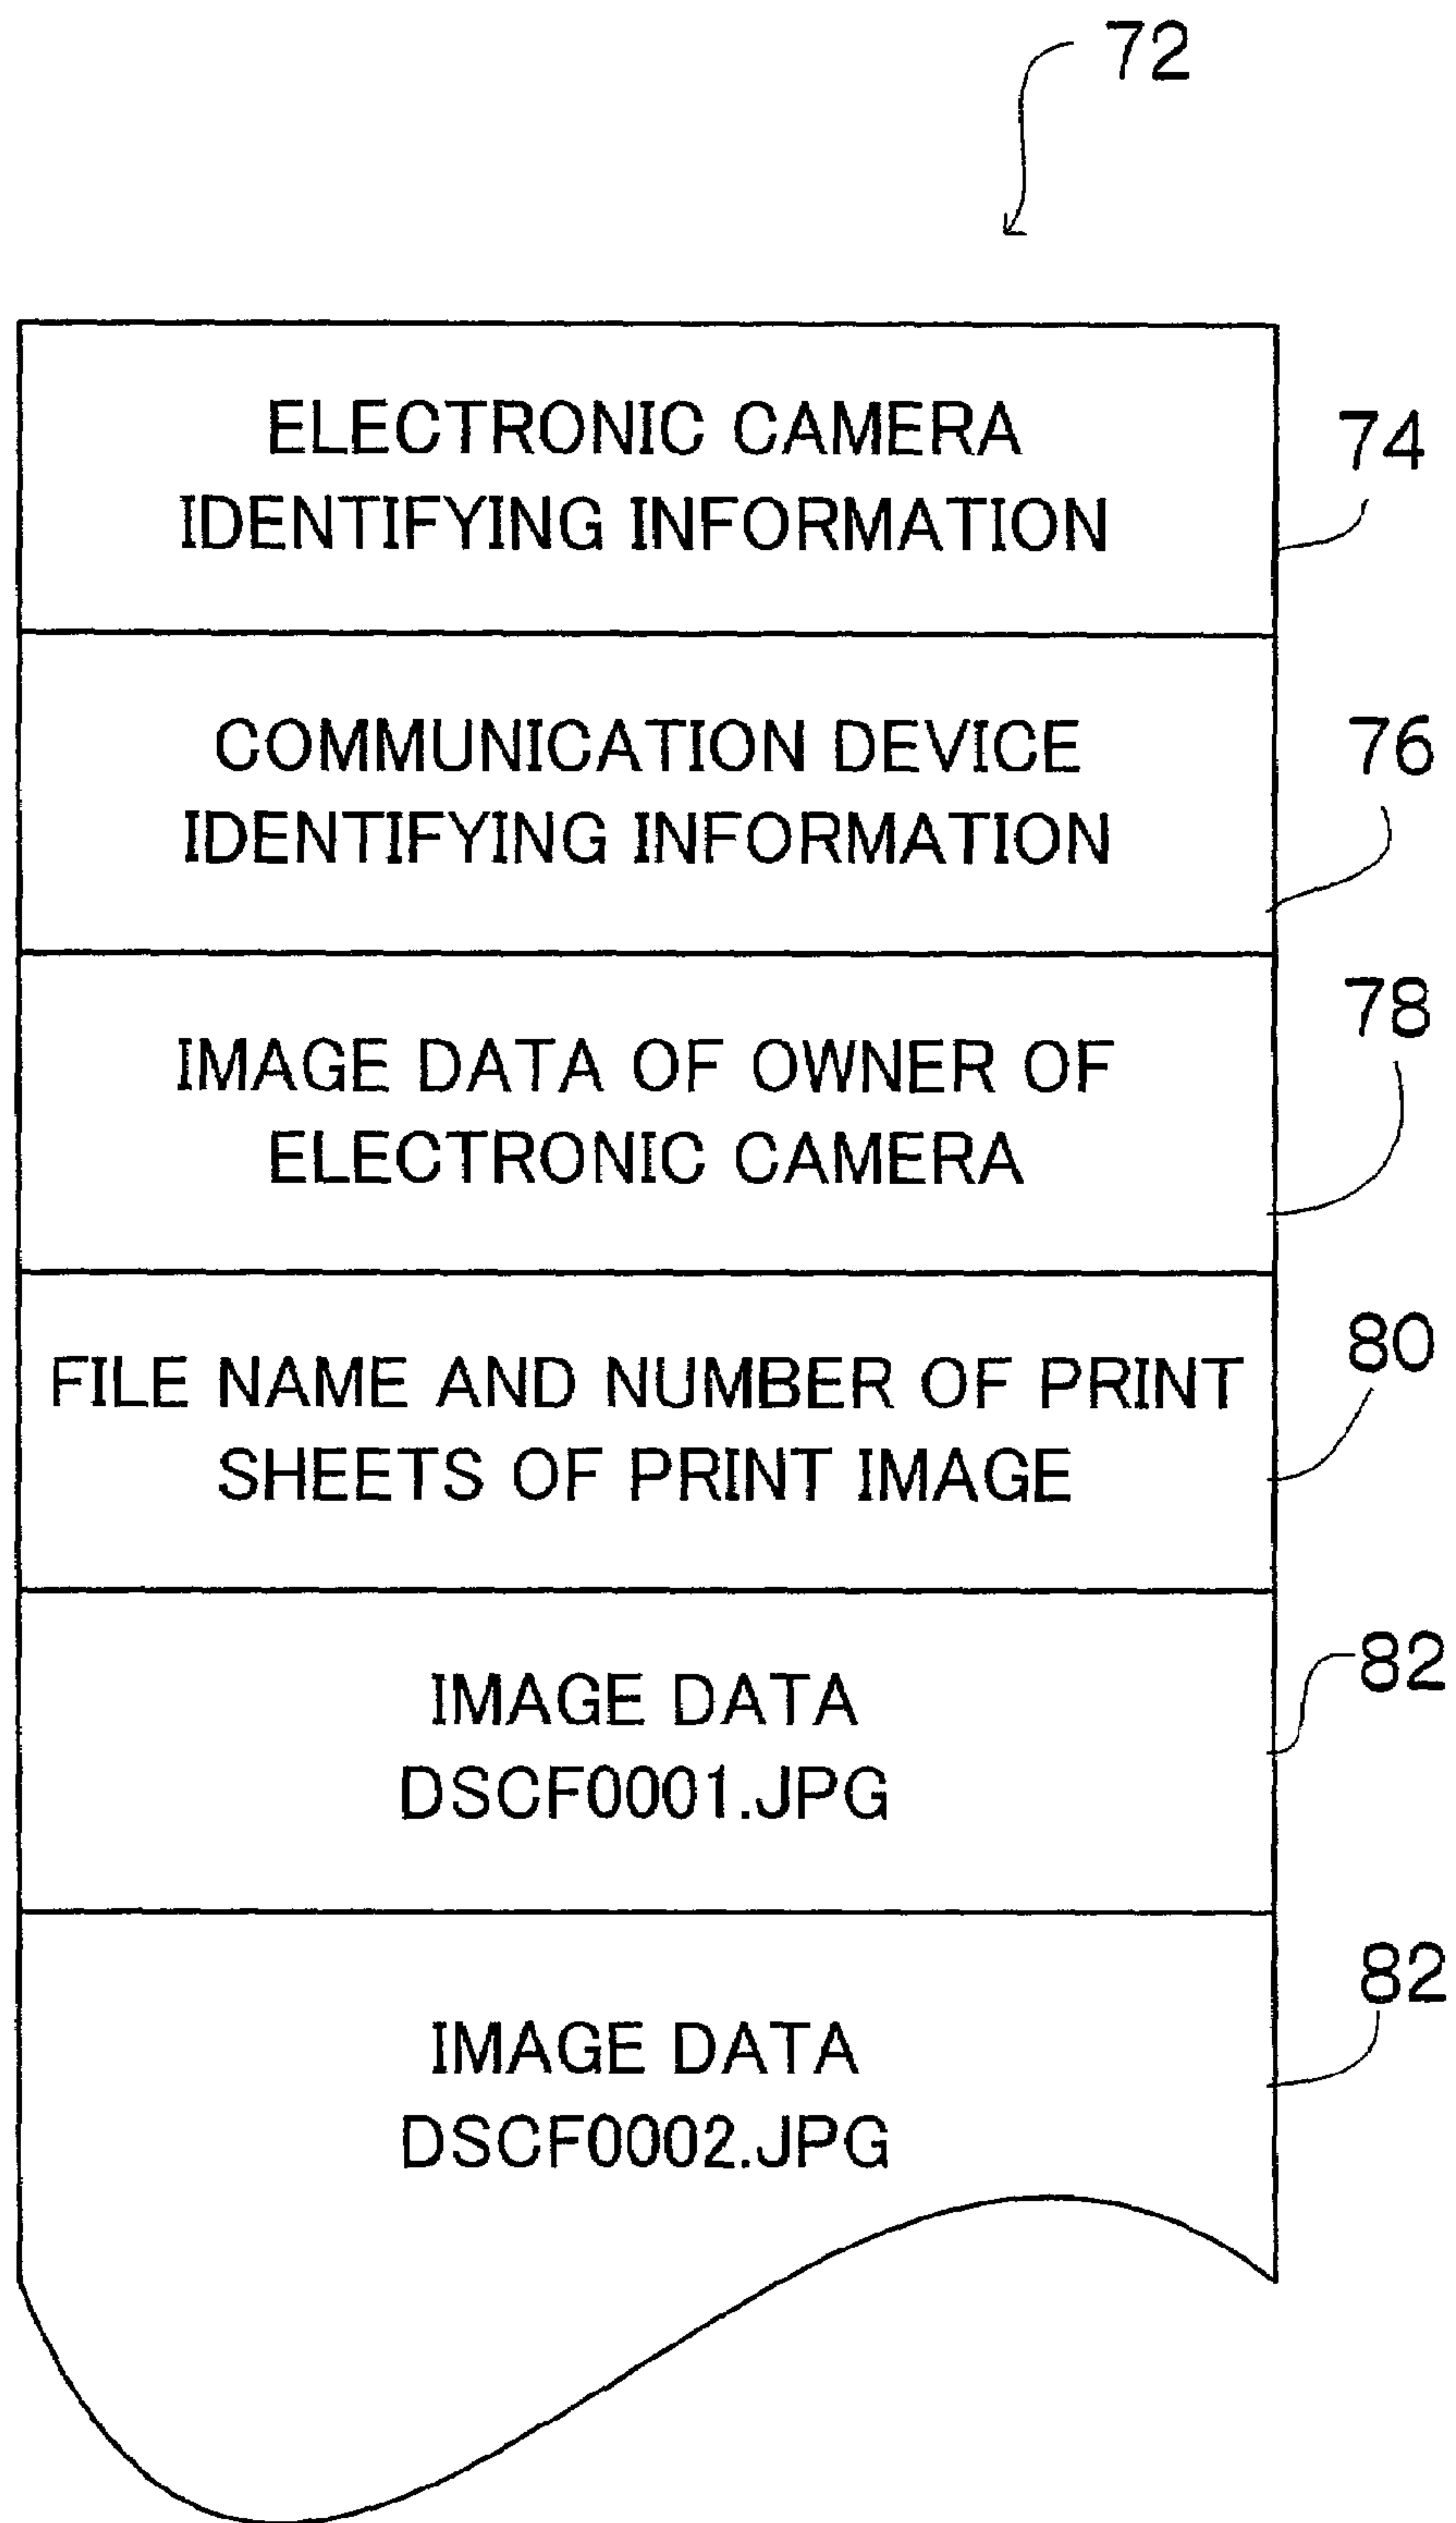 72
ELECTRONIC CAMERA
IDENTIFYING INFORMATION
74
COMMUNICATION DEVICE
IDENTIFYING INFORMATION
76
IMAGE DATA OF OWNER OF
ELECTRONIC CAMERA
78
FILE NAME AND NUMBER OF PRINT
SHEETS OF PRINT IMAGE
80
IMAGE DATA
DSCF0001.JPG
82
IMAGE DATA
DSCF0002.JPG
82